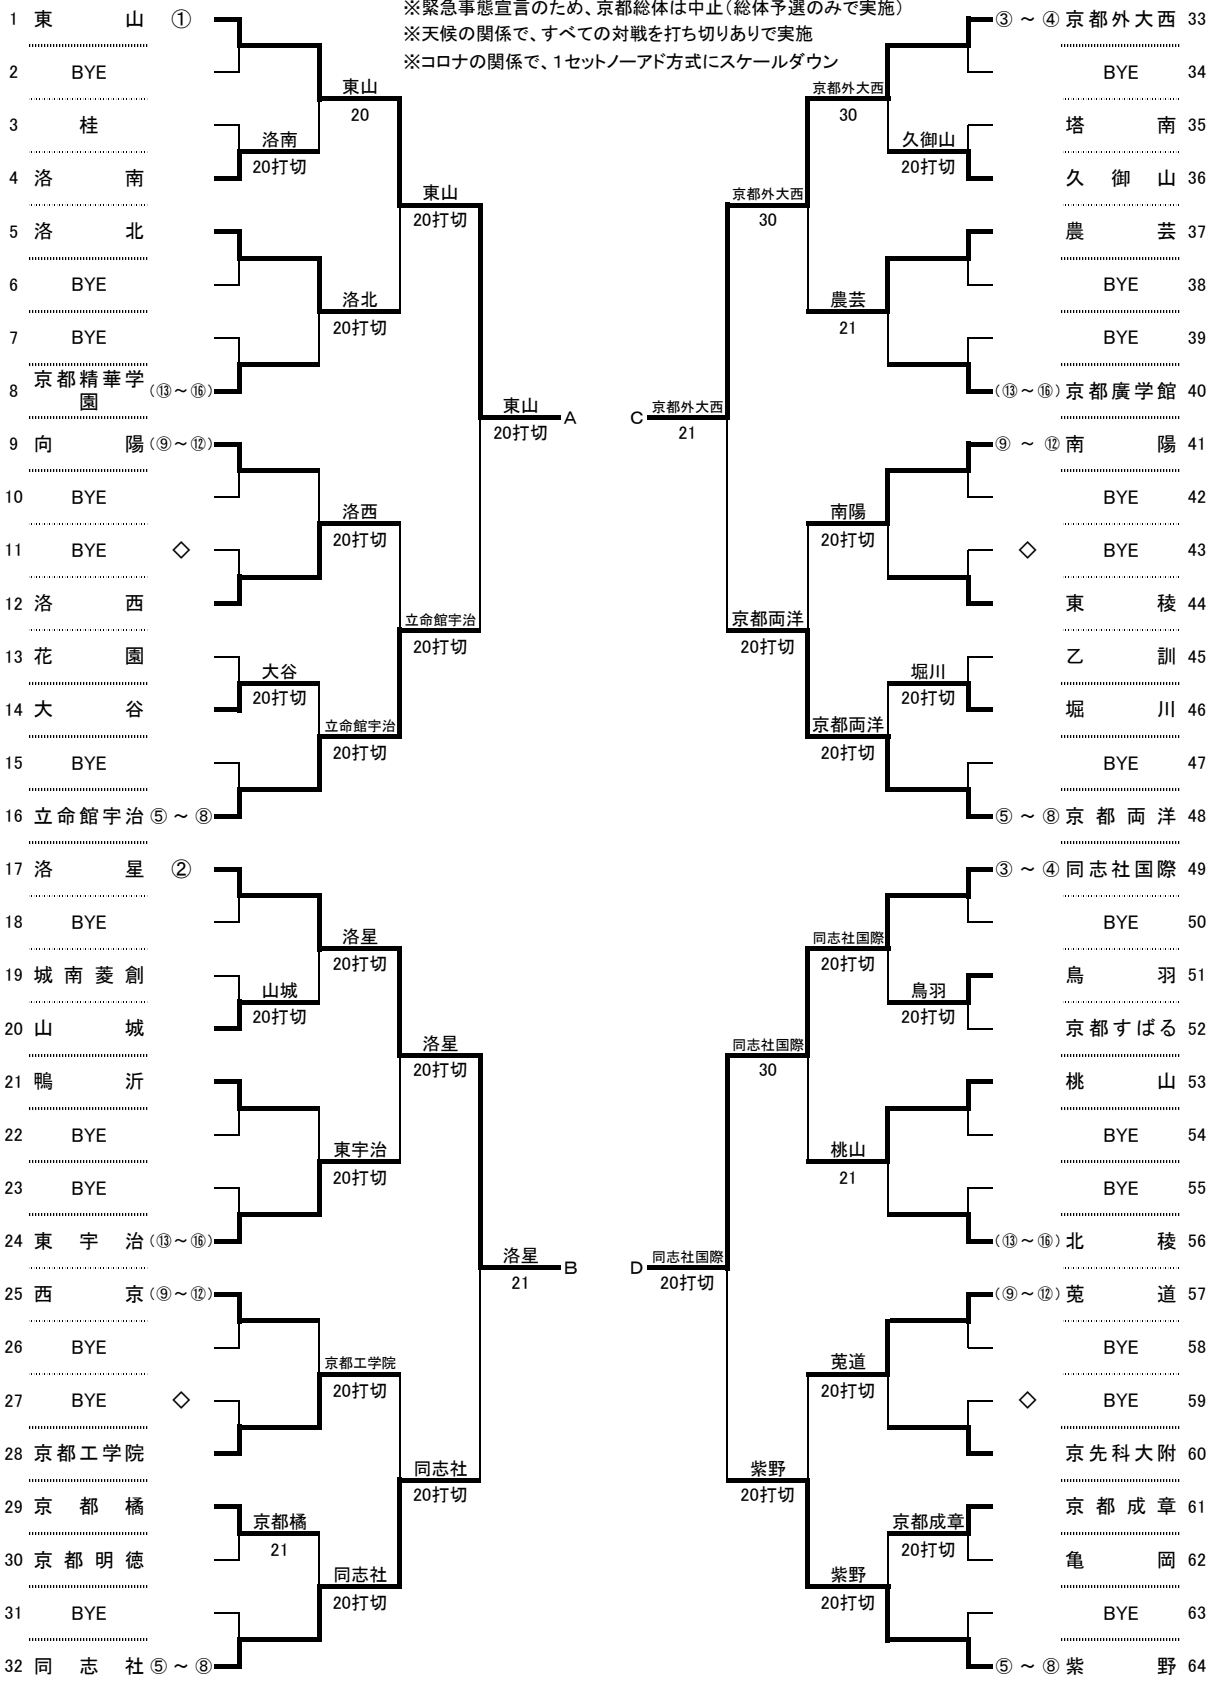 ※緊急事態宣言のため、京都総体は中止(総体予選のみで実施)
※天候の関係で、すべての対戦を打ち切りありで実施
※コロナの関係で、1セットノーアド方式にスケールダウン
1 東山 ①
2 BYE
3 桂
4 洛南
5 洛北
6 BYE
7 BYE
8 京都精華学園 (⑬～⑯)
9 向陽 (⑨～⑫)
10 BYE
11 BYE ◇
12 洛西
13 花園
14 大谷
15 BYE
16 立命館宇治 ⑤～⑧
17 洛星 ②
18 BYE
19 城南菱創
20 山城
21 鴨沂
22 BYE
23 BYE
24 東宇治 (⑬～⑯)
25 西京 (⑨～⑫)
26 BYE
27 BYE ◇
28 京都工学院
29 京都橘
30 京都明徳
31 BYE
32 同志社 ⑤～⑧
洛南
20打切
大谷
20打切
山城
20打切
京都橘
21
東山
20
洛北
20打切
洛西
20打切
立命館宇治
20打切
洛星
20打切
東宇治
20打切
京都工学院
20打切
同志社
20打切
東山
20打切
立命館宇治
20打切
洛星
20打切
同志社
20打切
東山 A
20打切
洛星 B
21
C 京都外大西
21
D 同志社国際
20打切
京都外大西
30
京都両洋
20打切
同志社国際
30
紫野
20打切
京都外大西
30
農芸
21
南陽
20打切
京都両洋
20打切
同志社国際
20打切
桃山
21
莵道
20打切
紫野
20打切
久御山
20打切
堀川
20打切
鳥羽
20打切
京都成章
20打切
③～④ 京都外大西 33
BYE 34
塔南 35
久御山 36
農芸 37
BYE 38
BYE 39
(⑬～⑯) 京都廣学館 40
⑨～⑫ 南陽 41
BYE 42
◇ BYE 43
東稜 44
乙訓 45
堀川 46
BYE 47
⑤～⑧ 京都両洋 48
③～④ 同志社国際 49
BYE 50
鳥羽 51
京都すばる 52
桃山 53
BYE 54
BYE 55
(⑬～⑯) 北稜 56
(⑨～⑫) 莵道 57
BYE 58
◇ BYE 59
京先科大附 60
京都成章 61
亀岡 62
BYE 63
⑤～⑧ 紫野 64